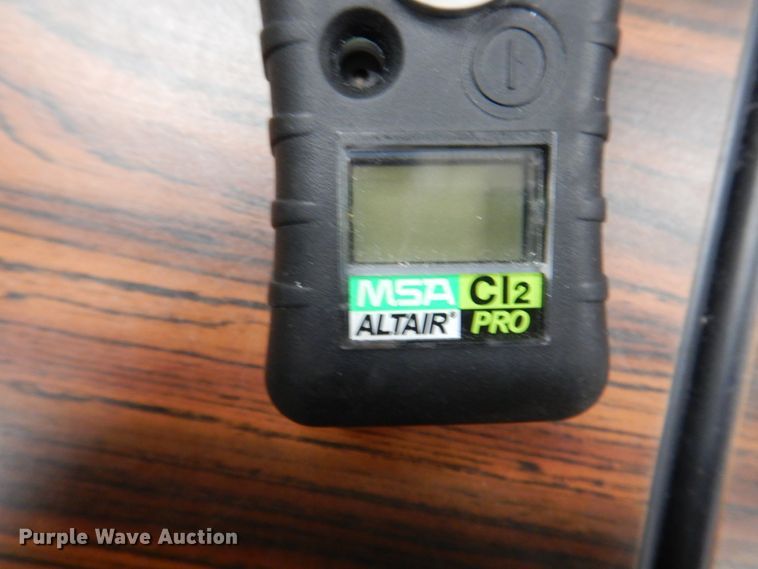 MSA Cl2
ALTAIR® PRO
Purple Wave Auction